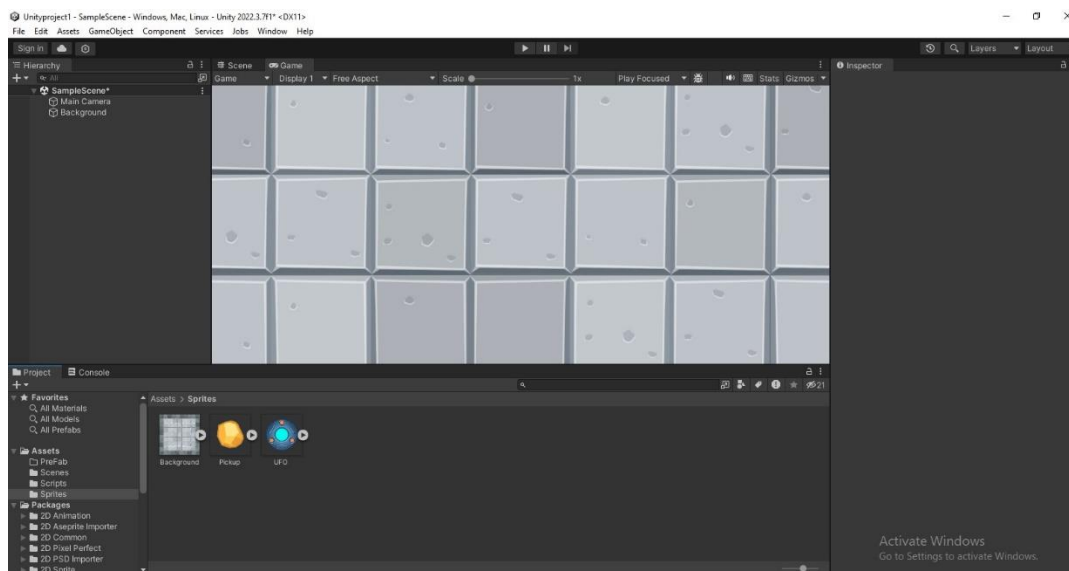 Unityproject1 - SampleScene - Windows, Mac, Linux - Unity 2022.3.7f1* <DX11>
File Edit Assets GameObject Component Services Jobs Window Help
Sign in Layers Layout
Hierarchy Scene Game Inspector
All Game Display 1 Free Aspect Scale 1x Play Focused Stats Gizmos
SampleScene*
Main Camera
Background
Project Console
21
Favorites Assets > Sprites
All Materials
All Models
All Prefabs
Background Pickup UFO
Assets
PreFab
Scenes
Scripts
Sprites
Packages
2D Animation
2D Aseprite Importer
2D Common
2D Pixel Perfect
2D PSD Importer
2D Sprite
Activate Windows
Go to Settings to activate Windows.